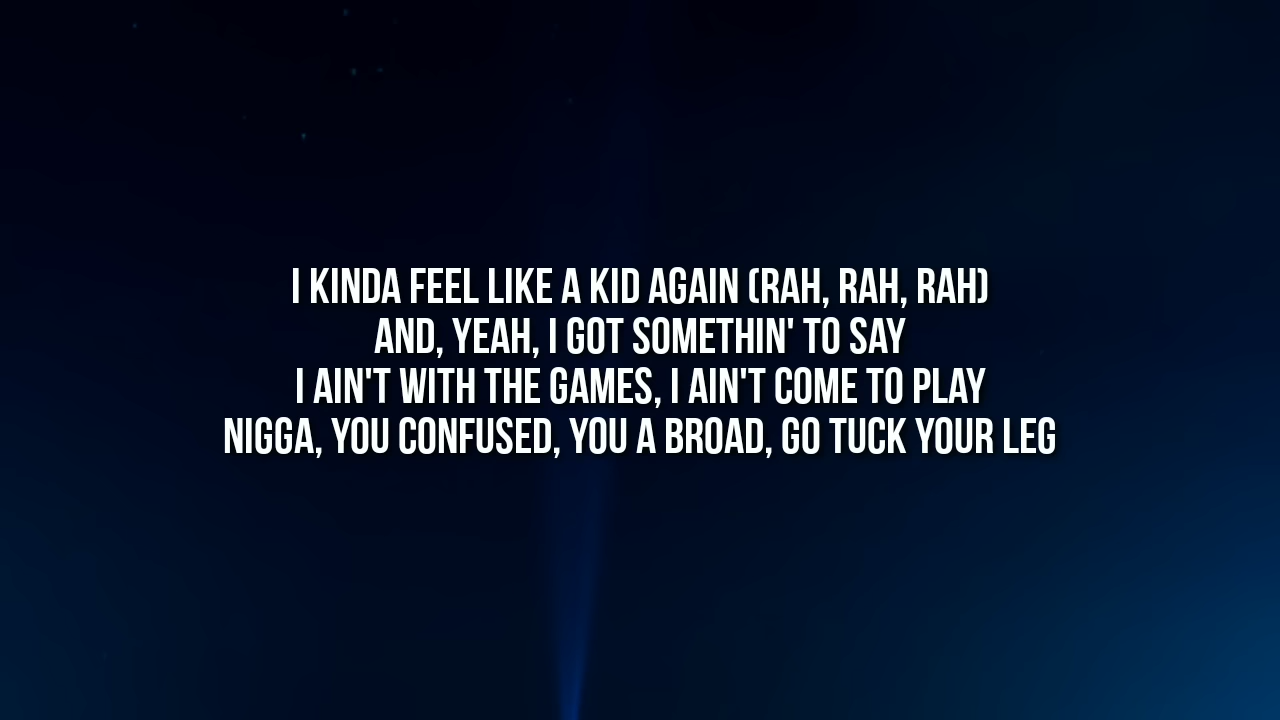 I KINDA FEEL LIKE A KID AGAIN (RAH, RAH, RAH)
AND, YEAH, I GOT SOMETHIN' TO SAY
I AIN'T WITH THE GAMES, I AIN'T COME TO PLAY
NIGGA, YOU CONFUSED, YOU A BROAD, GO TUCK YOUR LEG